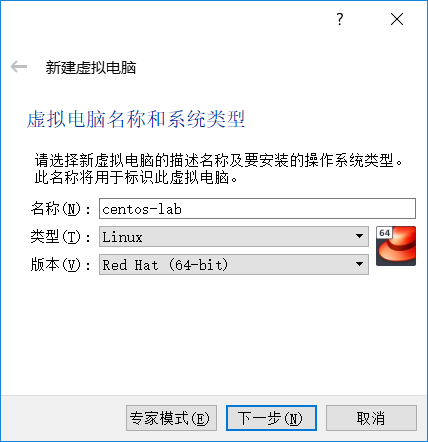 ?
新建虚拟电脑
虚拟电脑名称和系统类型
请选择新虚拟电脑的描述名称及要安装的操作系统类型。
此名称将用于标识此虚拟电脑。
名称(N): centos-lab
类型(T): Linux
64
版本(V): Red Hat (64-bit)
专家模式(E) 下一步(N) 取消